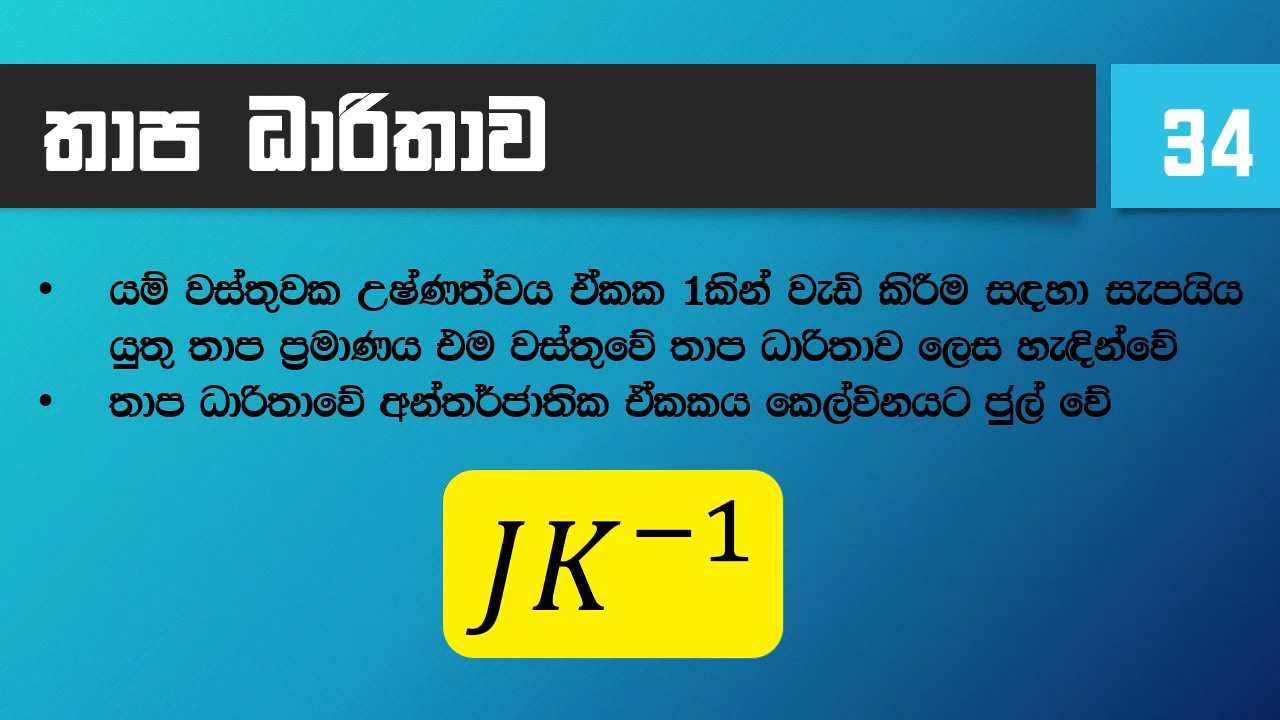 තාප ධාරිතාව
34
• යම් වස්තුවක උෂ්ණත්වය ඒකක 1කින් වැඩි කිරීම සඳහා සැපයිය
යුතු තාප ප්‍රමාණය එම වස්තුවේ තාප ධාරිතාව ලෙස හැඳින්වේ
• තාප ධාරිතාවේ අන්තර්ජාතික ඒකකය කෙල්විනයට ජුල් වේ
JK⁻¹